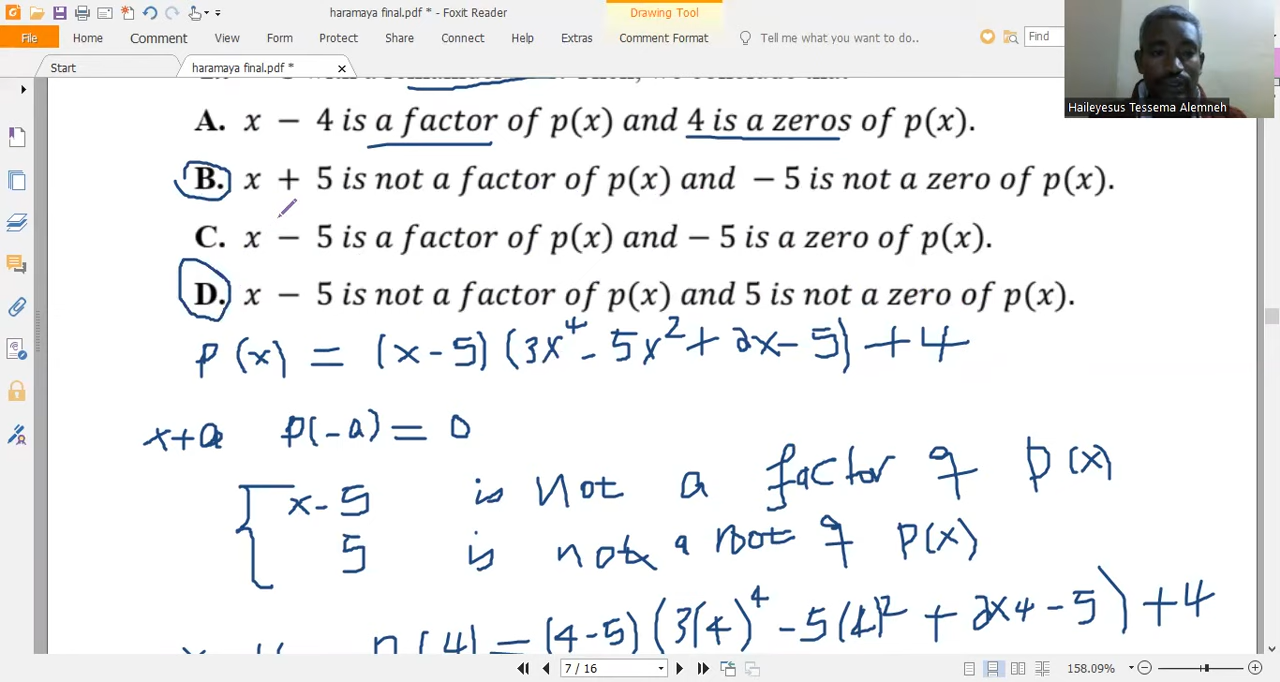 haramaya final.pdf * - Foxit Reader
Drawing Tool
File Home Comment View Form Protect Share Connect Help Extras Comment Format Tell me what you want to do.. Find
Start haramaya final.pdf *
Haileyesus Tessema Alemneh
A. x − 4 is a factor of p(x) and 4 is a zeros of p(x).
B. x + 5 is not a factor of p(x) and − 5 is not a zero of p(x).
C. x − 5 is a factor of p(x) and − 5 is a zero of p(x).
D. x − 5 is not a factor of p(x) and 5 is not a zero of p(x).
P(x) = (x-5)(3x⁴ - 5x² + 2x - 5) + 4
x+a P(-a) = 0
x-5 is not a factor of p(x)
5 is not a root of P(x)
(4-5)(3(4)⁴ - 5(4)² + 2x4 - 5) + 4
7 / 16
158.09%